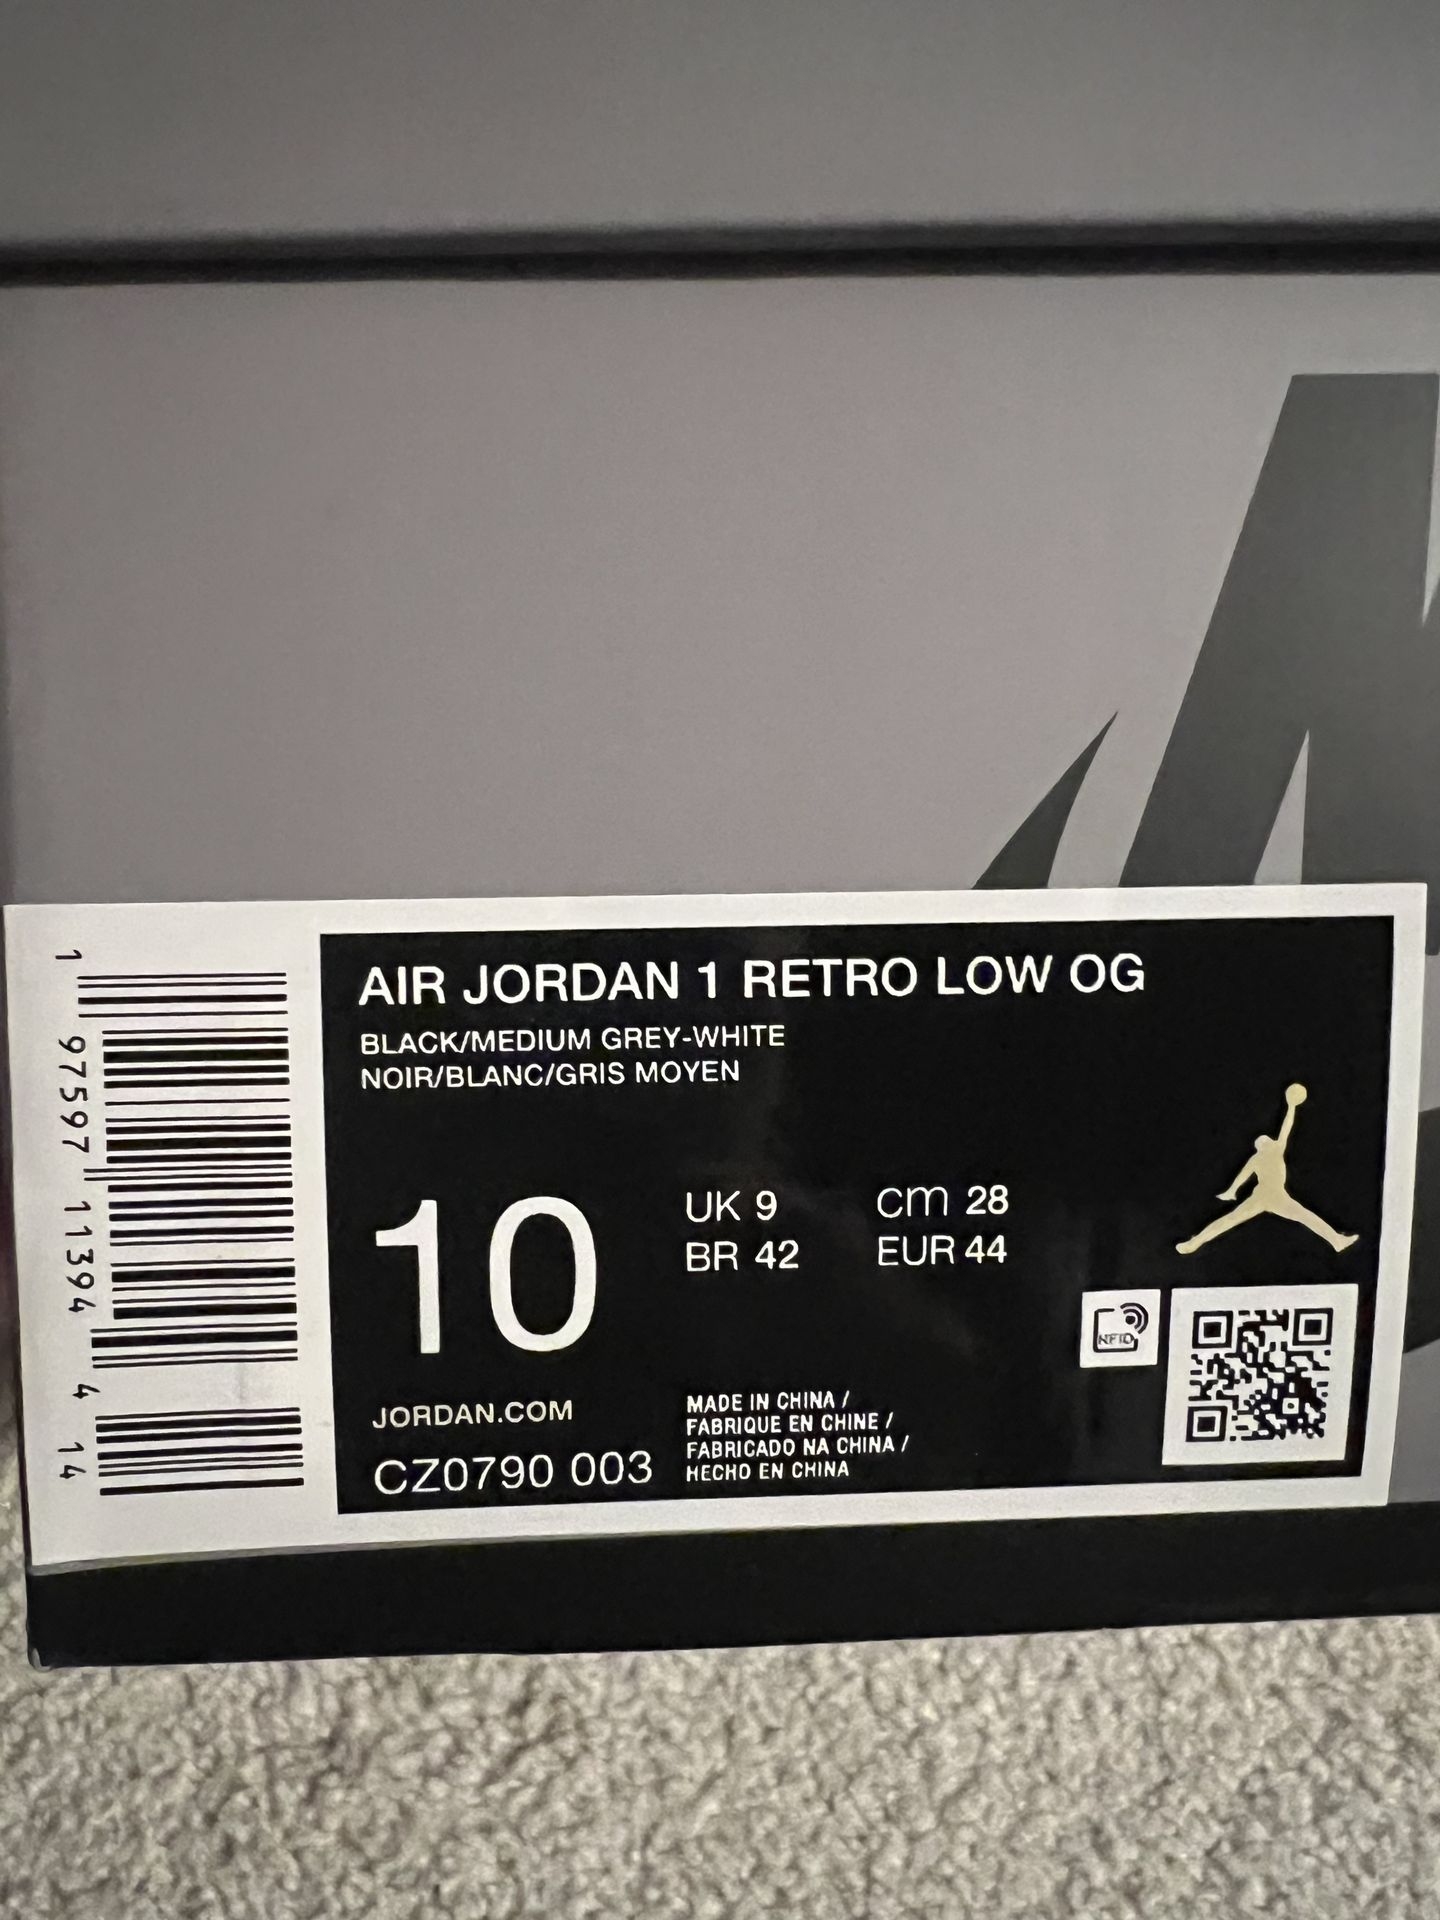 AIR JORDAN 1 RETRO LOW OG
BLACK/MEDIUM GREY-WHITE
NOIR/BLANC/GRIS MOYEN
10
UK 9
cm 28
BR 42
EUR 44
JORDAN.COM
CZ0790 003
MADE IN CHINA /
FABRIQUE EN CHINE /
FABRICADO NA CHINA /
HECHO EN CHINA
1 97597 11394 4 14